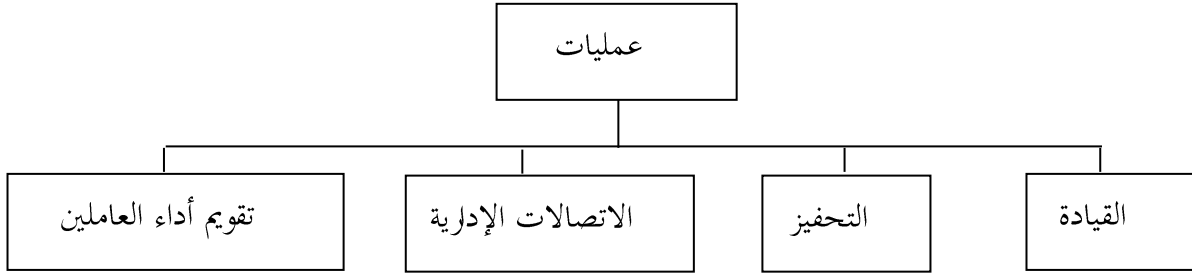 عمليات
القيادة
التحفيز
الاتصالات الإدارية
تقويم أداء العاملين